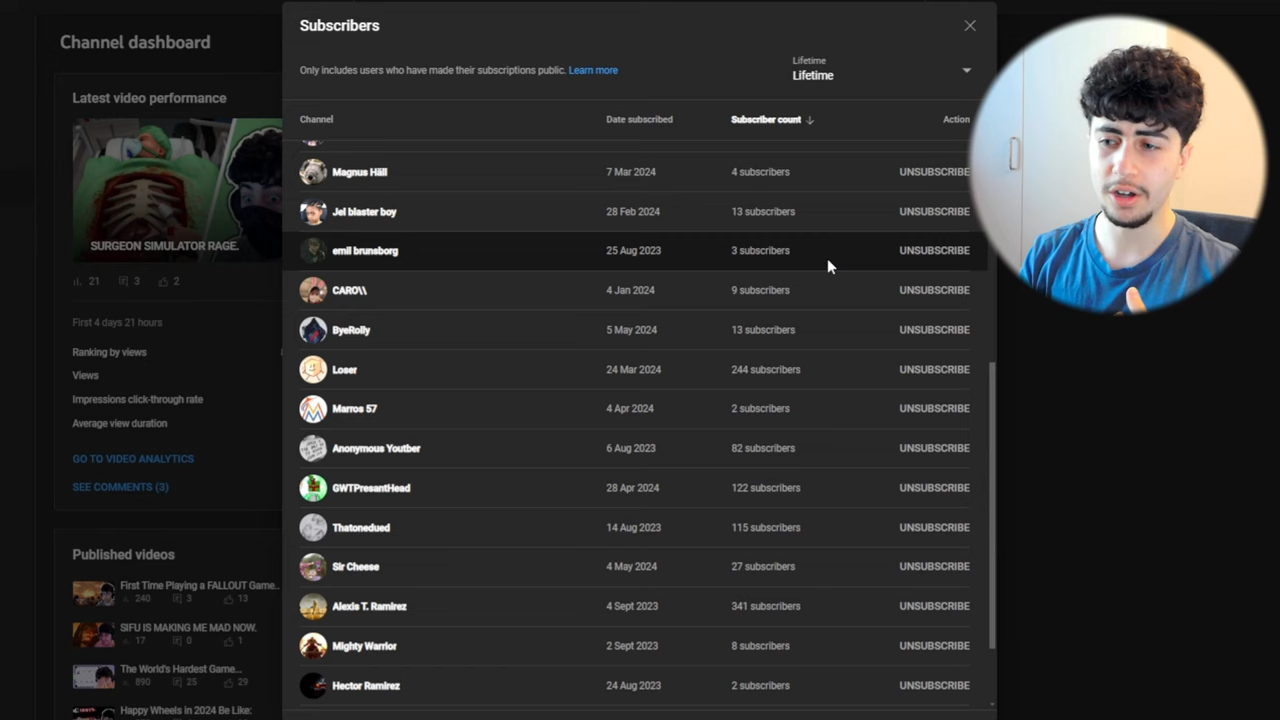 Channel dashboard
Latest video performance
SURGEON SIMULATOR RAGE.
21 3 2
First 4 days 21 hours
Ranking by views
Views
Impressions click-through rate
Average view duration
GO TO VIDEO ANALYTICS
SEE COMMENTS (3)
Published videos
First Time Playing a FALLOUT Game...
240 3 13
SIFU IS MAKING ME MAD NOW.
17 0 1
The World's Hardest Game...
890 25 29
Happy Wheels in 2024 Be Like:
Subscribers
Only includes users who have made their subscriptions public. Learn more
Lifetime
Lifetime
Channel Date subscribed Subscriber count Action
Magnus Häll 7 Mar 2024 4 subscribers UNSUBSCRIBE
Jel blaster boy 28 Feb 2024 13 subscribers UNSUBSCRIBE
emil brunsborg 25 Aug 2023 3 subscribers UNSUBSCRIBE
CARO\\ 4 Jan 2024 9 subscribers UNSUBSCRIBE
ByeRolly 5 May 2024 13 subscribers UNSUBSCRIBE
Loser 24 Mar 2024 244 subscribers UNSUBSCRIBE
Marros 57 4 Apr 2024 2 subscribers UNSUBSCRIBE
Anonymous Youtber 6 Aug 2023 82 subscribers UNSUBSCRIBE
GWTPresantHead 28 Apr 2024 122 subscribers UNSUBSCRIBE
Thatonedued 14 Aug 2023 115 subscribers UNSUBSCRIBE
Sir Cheese 4 May 2024 27 subscribers UNSUBSCRIBE
Alexis T. Ramirez 4 Sept 2023 341 subscribers UNSUBSCRIBE
Mighty Warrior 2 Sept 2023 8 subscribers UNSUBSCRIBE
Hector Ramirez 24 Aug 2023 2 subscribers UNSUBSCRIBE